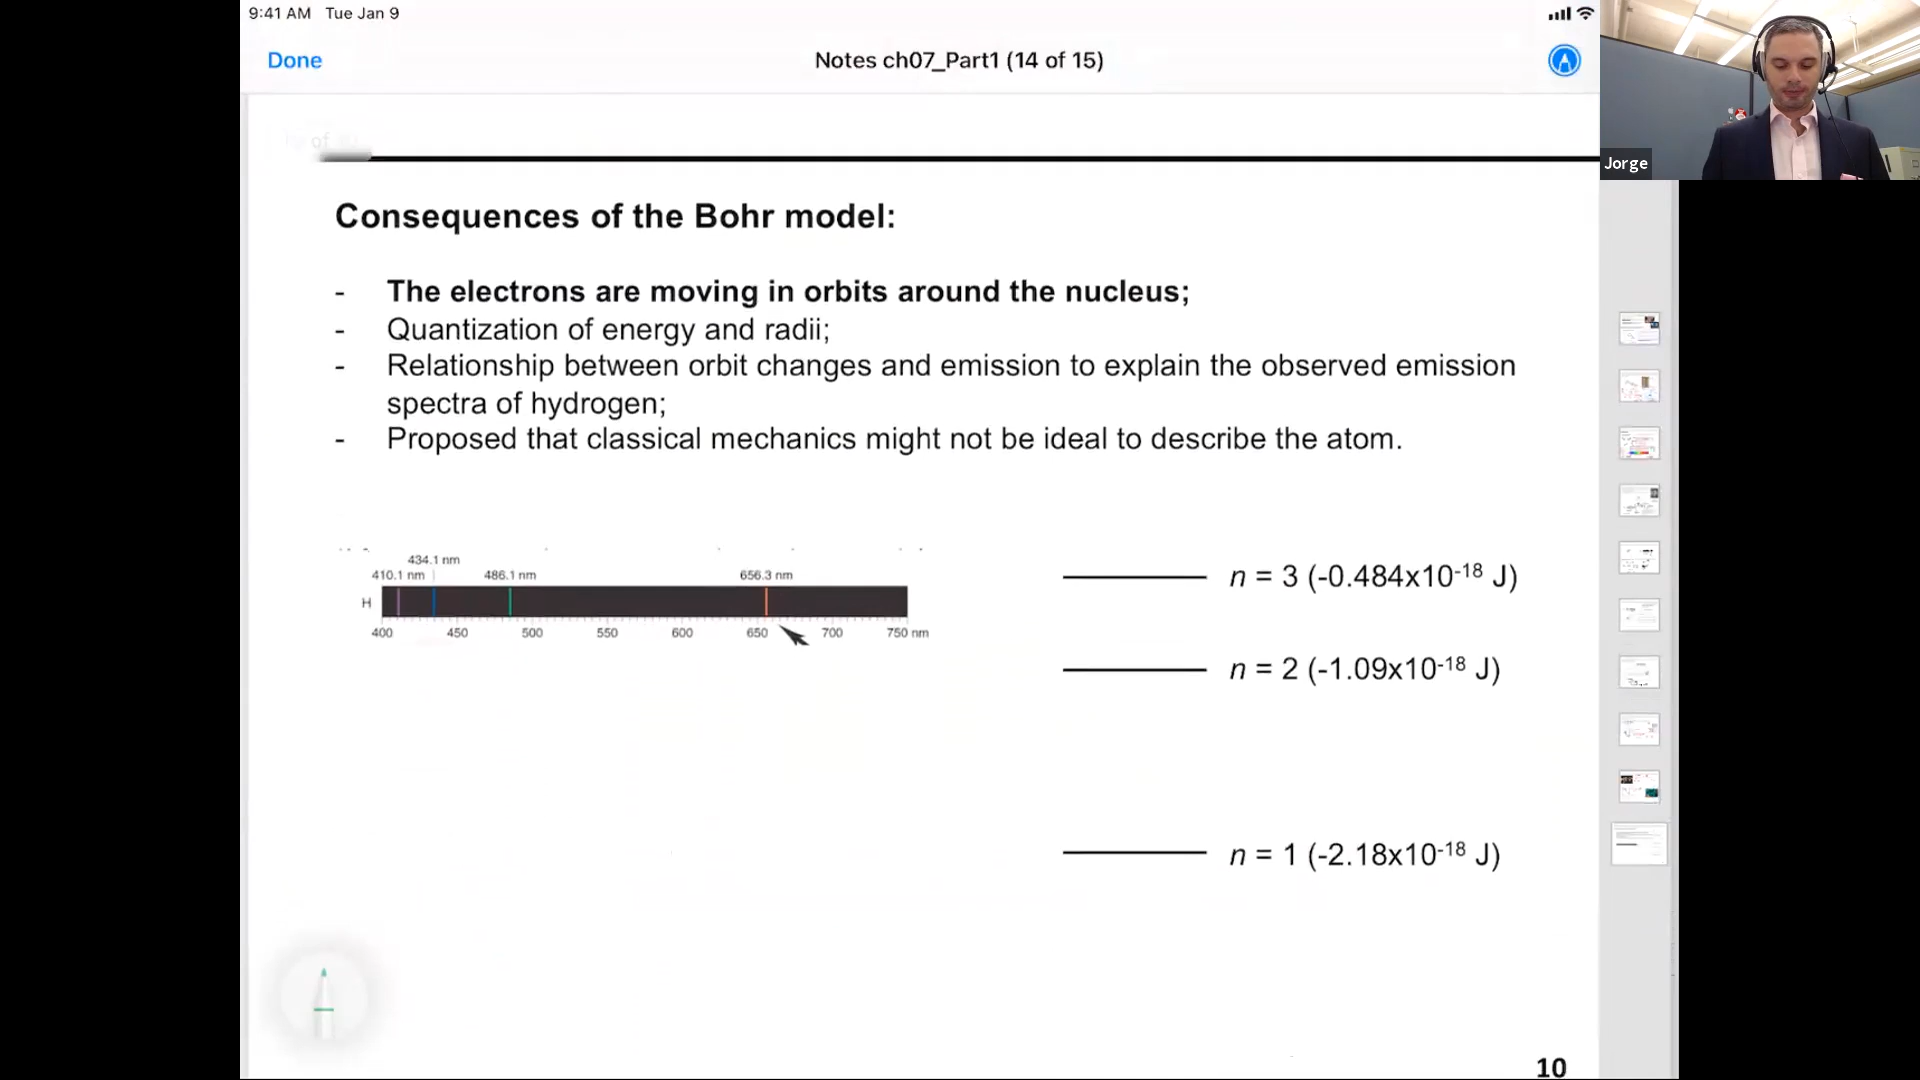 9:41 AM Tue Jan 9
Done
Notes ch07_Part1 (14 of 15)
Jorge
Consequences of the Bohr model:
- The electrons are moving in orbits around the nucleus;
- Quantization of energy and radii;
- Relationship between orbit changes and emission to explain the observed emission
spectra of hydrogen;
- Proposed that classical mechanics might not be ideal to describe the atom.
434.1 nm
410.1 nm 486.1 nm 656.3 nm
H
400 450 500 550 600 650 700 750 nm
n = 3 (-0.484x10⁻¹⁸ J)
n = 2 (-1.09x10⁻¹⁸ J)
n = 1 (-2.18x10⁻¹⁸ J)
10